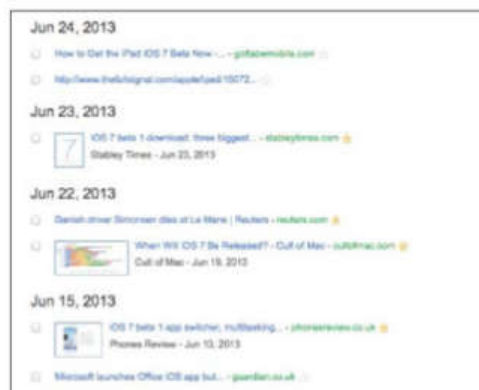 Jun 24, 2013
How to Get the iPad iOS 7 Beta Now -... - gottabemobile.com
Jun 23, 2013
iOS 7 beta 1 download: three biggest... - stableytimes.com
Stabley Times - Jun 23, 2013
Jun 22, 2013
Danish driver Simonsen dies at Le Mans | Reuters - reuters.com
When Will iOS 7 Be Released? - Cult of Mac - cultofmac.com
Cult of Mac - Jun 19, 2013
Jun 15, 2013
iOS 7 beta 1 app switcher, multitasking... - phonesreview.co.uk
Phones Review - Jun 13, 2013
Microsoft launches Office iOS app but... - guardian.co.uk